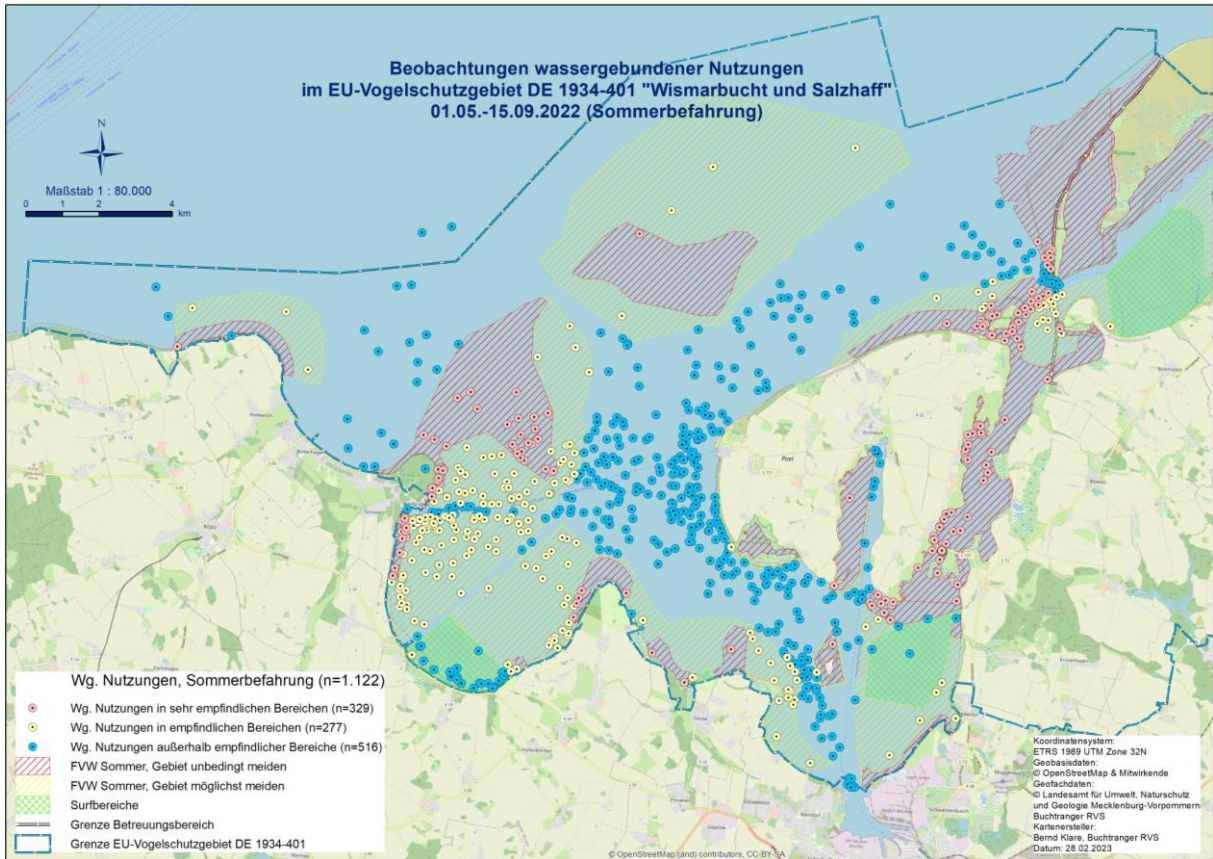 Beobachtungen wassergebundener Nutzungen
im EU-Vogelschutzgebiet DE 1934-401 "Wismarbucht und Salzhaff"
01.05.-15.09.2022 (Sommerbefahrung)
N
Maßstab 1 : 80.000
0 1 2 4
km
Poel
Klütz
Wg. Nutzungen, Sommerbefahrung (n=1.122)
Wg. Nutzungen in sehr empfindlichen Bereichen (n=329)
Wg. Nutzungen in empfindlichen Bereichen (n=277)
Wg. Nutzungen außerhalb empfindlicher Bereiche (n=516)
FVW Sommer, Gebiet unbedingt meiden
FVW Sommer, Gebiet möglichst meiden
Surfbereiche
Grenze Betreuungsbereich
Grenze EU-Vogelschutzgebiet DE 1934-401
Koordinatensystem:
ETRS 1989 UTM Zone 32N
Geobasisdaten:
© OpenStreetMap & Mitwirkende
Geofachdaten:
© Landesamt für Umwelt, Naturschutz
und Geologie Mecklenburg-Vorpommern
Buchtranger RVS
Kartenersteller:
Bernd Klare, Buchtranger RVS
Datum: 28.02.2023
© OpenStreetMap (and) contributors, CC-BY-SA